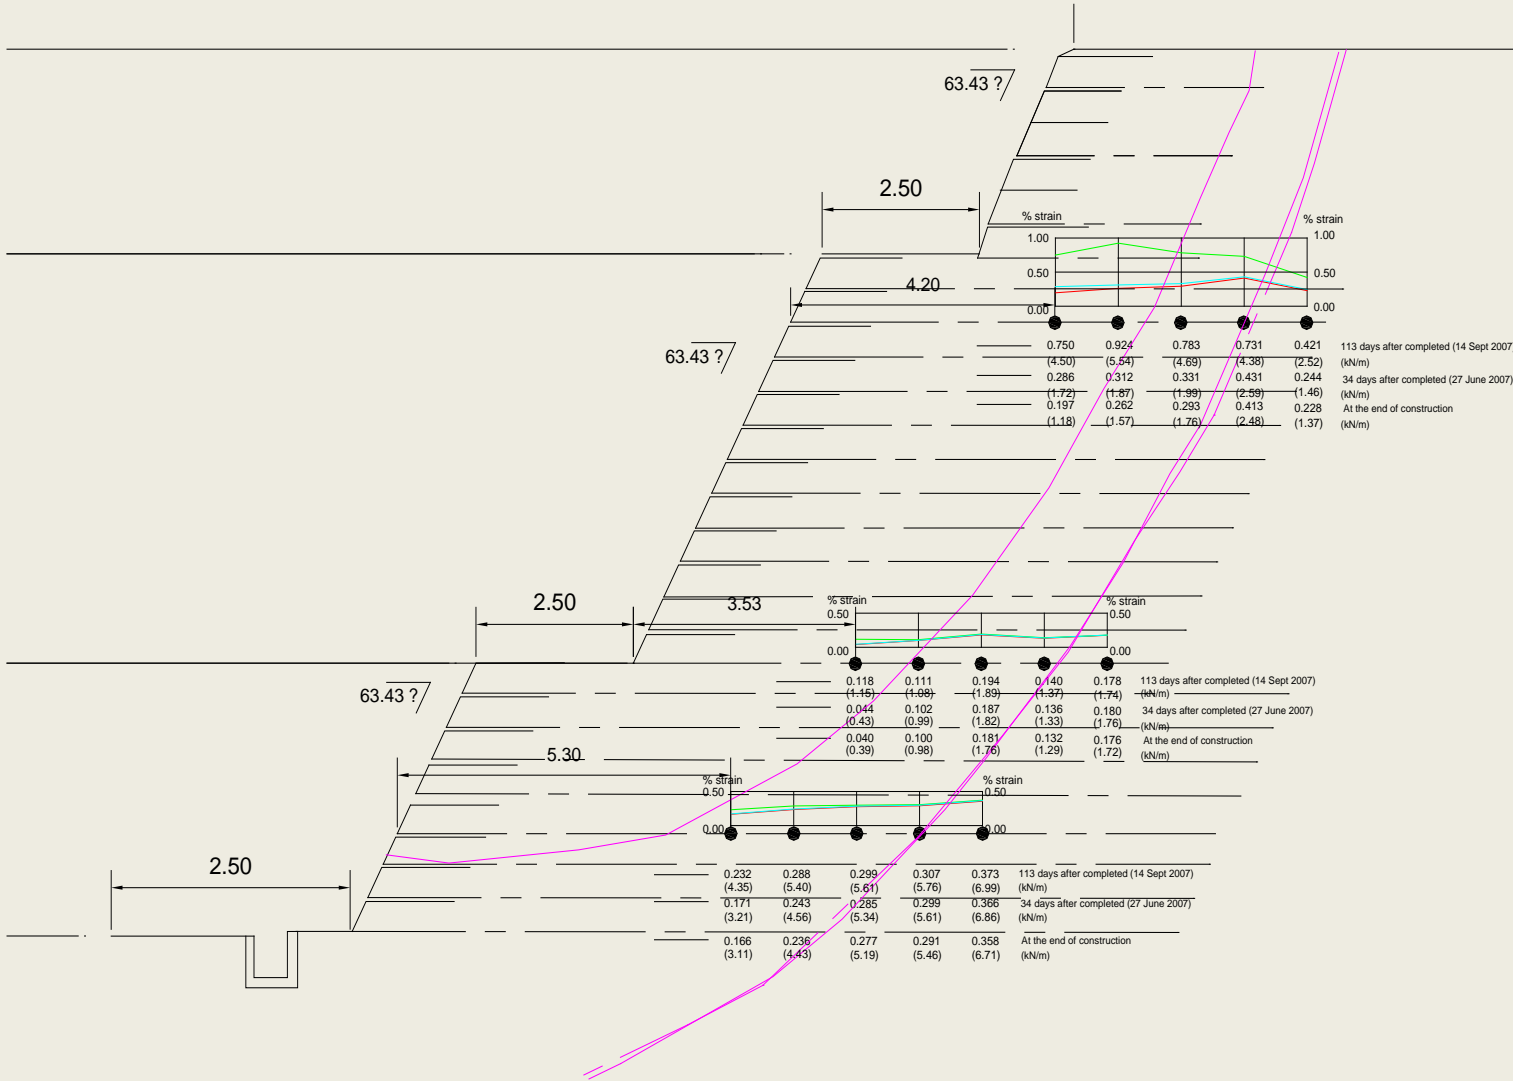 63.43 ?
2.50
% strain
% strain
1.00
1.00
0.50
0.50
4.20
0.00
0.00
63.43 ?
0.750 0.924 0.783 0.731 0.421 113 days after completed (14 Sept 2007)
(4.50) (5.54) (4.69) (4.38) (2.52) (kN/m)
0.286 0.312 0.331 0.431 0.244 34 days after completed (27 June 2007)
(1.72) (1.87) (1.99) (2.59) (1.46) (kN/m)
0.197 0.262 0.293 0.413 0.228 At the end of construction
(1.18) (1.57) (1.76) (2.48) (1.37) (kN/m)
2.50
3.53
% strain
% strain
0.50
0.50
0.00
0.00
63.43 ?
0.118 0.111 0.194 0.140 0.178 113 days after completed (14 Sept 2007)
(1.15) (1.08) (1.89) (1.37) (1.74) (kN/m)
0.044 0.102 0.187 0.136 0.180 34 days after completed (27 June 2007)
(0.43) (0.99) (1.82) (1.33) (1.76) (kN/m)
0.040 0.100 0.181 0.132 0.176 At the end of construction
(0.39) (0.98) (1.76) (1.29) (1.72) (kN/m)
5.30
% strain
% strain
0.50
0.50
0.00
0.00
2.50
0.232 0.288 0.299 0.307 0.373 113 days after completed (14 Sept 2007)
(4.35) (5.40) (5.61) (5.76) (6.99) (kN/m)
0.171 0.243 0.285 0.299 0.366 34 days after completed (27 June 2007)
(3.21) (4.56) (5.34) (5.61) (6.86) (kN/m)
0.166 0.236 0.277 0.291 0.358 At the end of construction
(3.11) (4.43) (5.19) (5.46) (6.71) (kN/m)